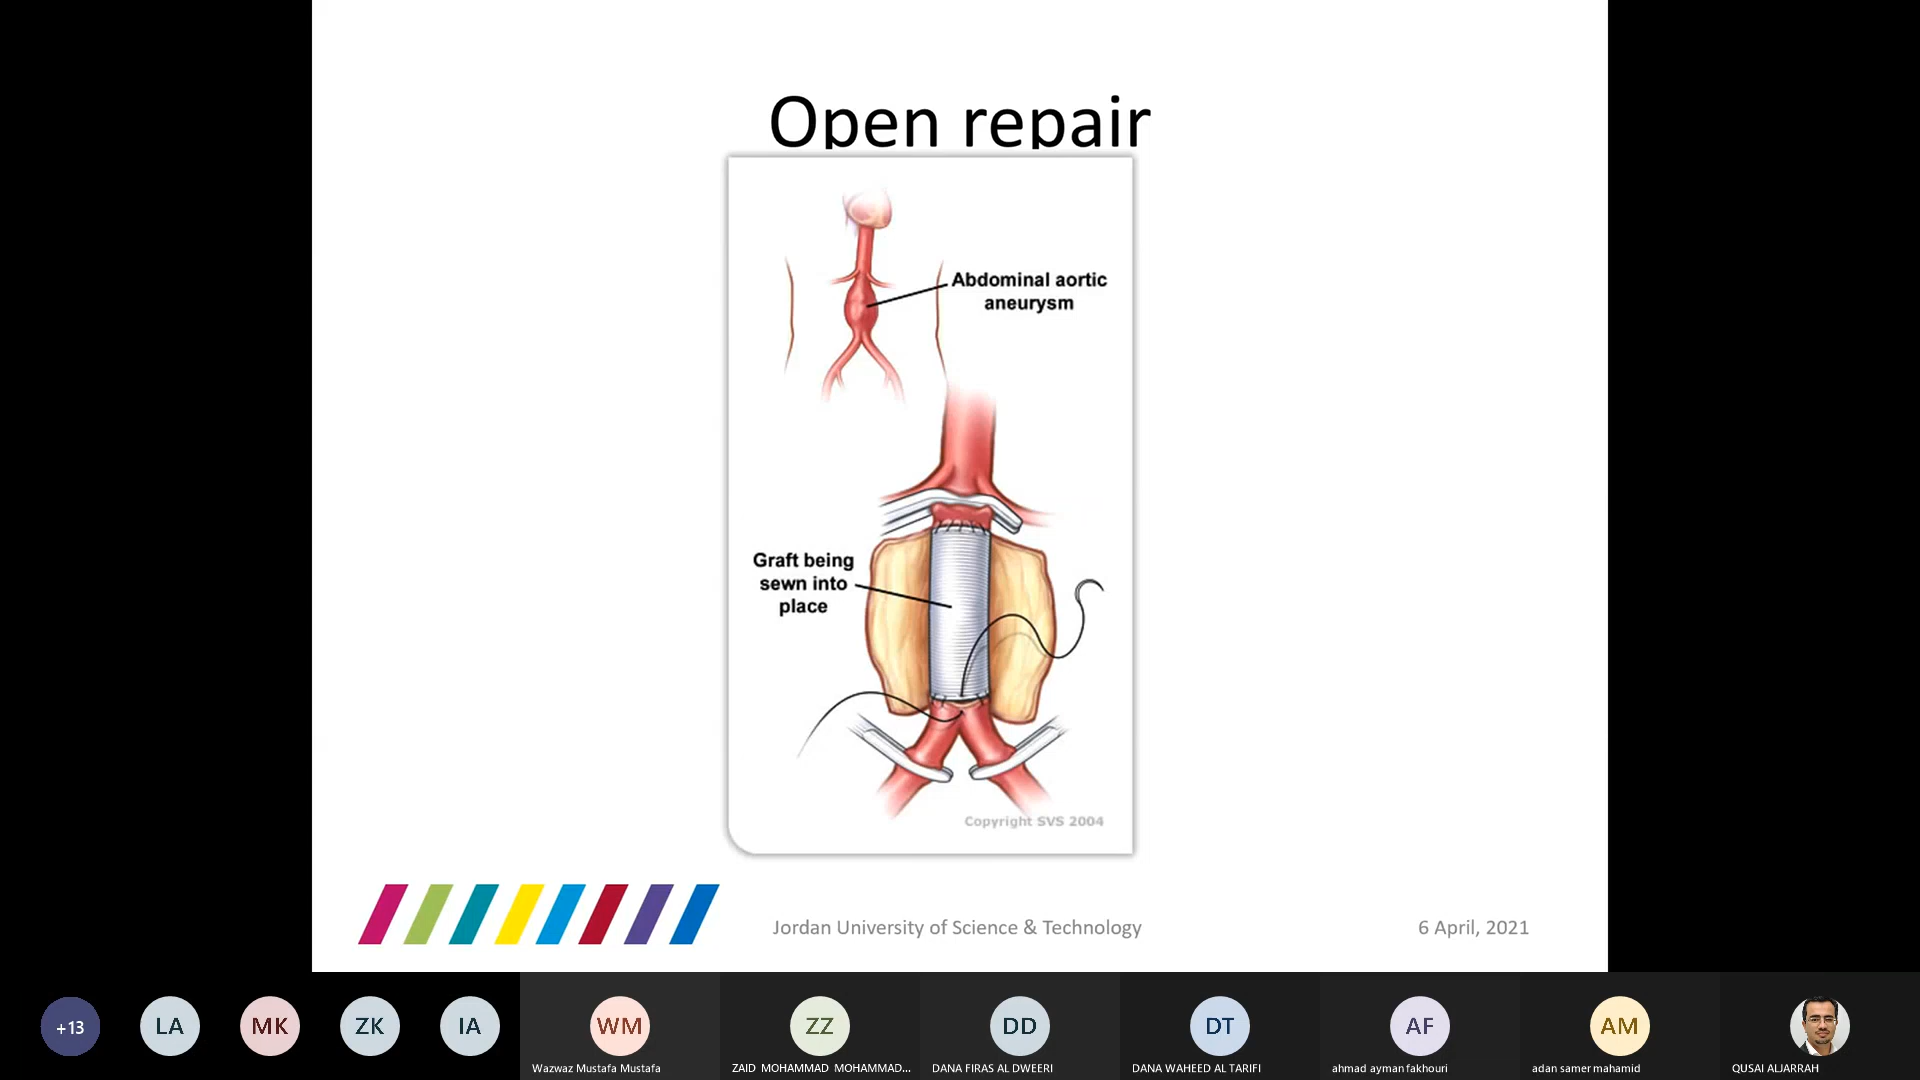 Open repair
Abdominal aortic
aneurysm
Graft being
sewn into
place
Copyright SVS 2004
Jordan University of Science & Technology
6 April, 2021
+13
LA
MK
ZK
IA
WM
ZZ
DD
DT
AF
AM
Wazwaz Mustafa Mustafa
ZAID MOHAMMAD MOHAMMAD...
DANA FIRAS AL DWEERI
DANA WAHEED AL TARIFI
ahmad ayman fakhouri
adan samer mahamid
QUSAI ALJARRAH